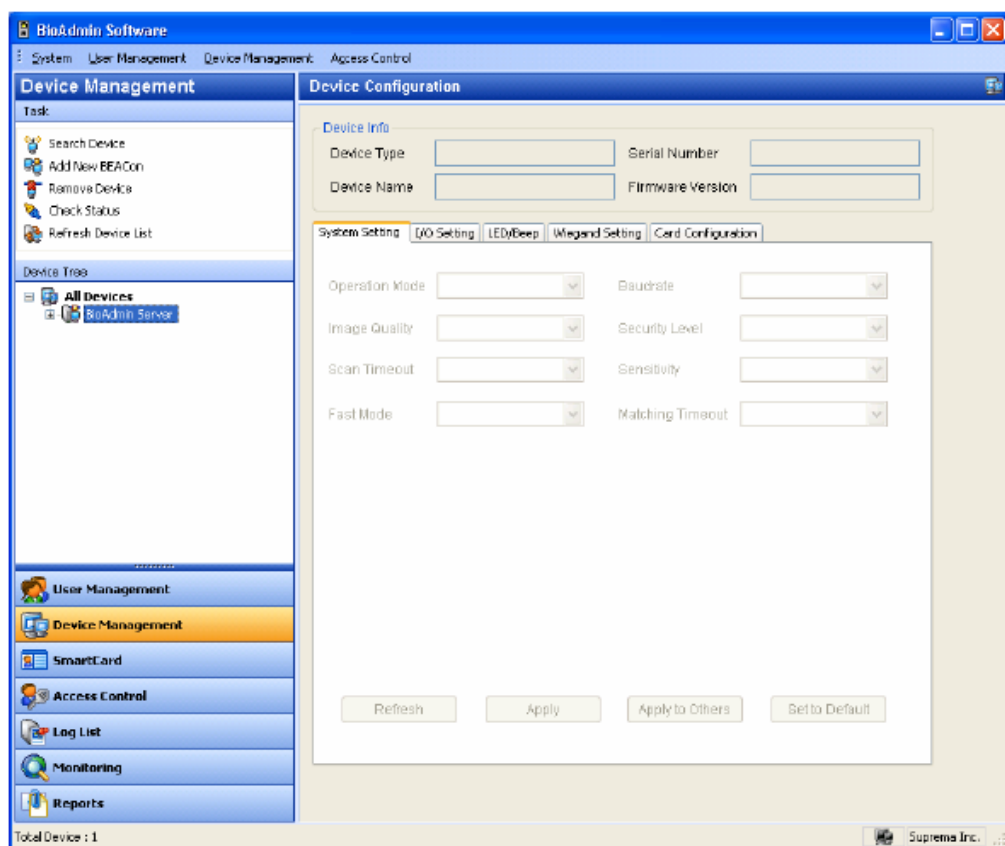 BioAdmin Software
System User Management Device Management Access Control
Device Management
Task
Search Device
Add New BEACon
Remove Device
Check Status
Refresh Device List
Device Tree
All Devices
BioAdmin Server
User Management
Device Management
SmartCard
Access Control
Log List
Monitoring
Reports
Device Configuration
Device Info
Device Type
Serial Number
Device Name
Firmware Version
System Setting I/O Setting LED/Beep Wiegand Setting Card Configuration
Operation Mode
Baudrate
Image Quality
Security Level
Scan Timeout
Sensitivity
Fast Mode
Matching Timeout
Refresh Apply Apply to Others Set to Default
Total Device : 1
Suprema Inc.